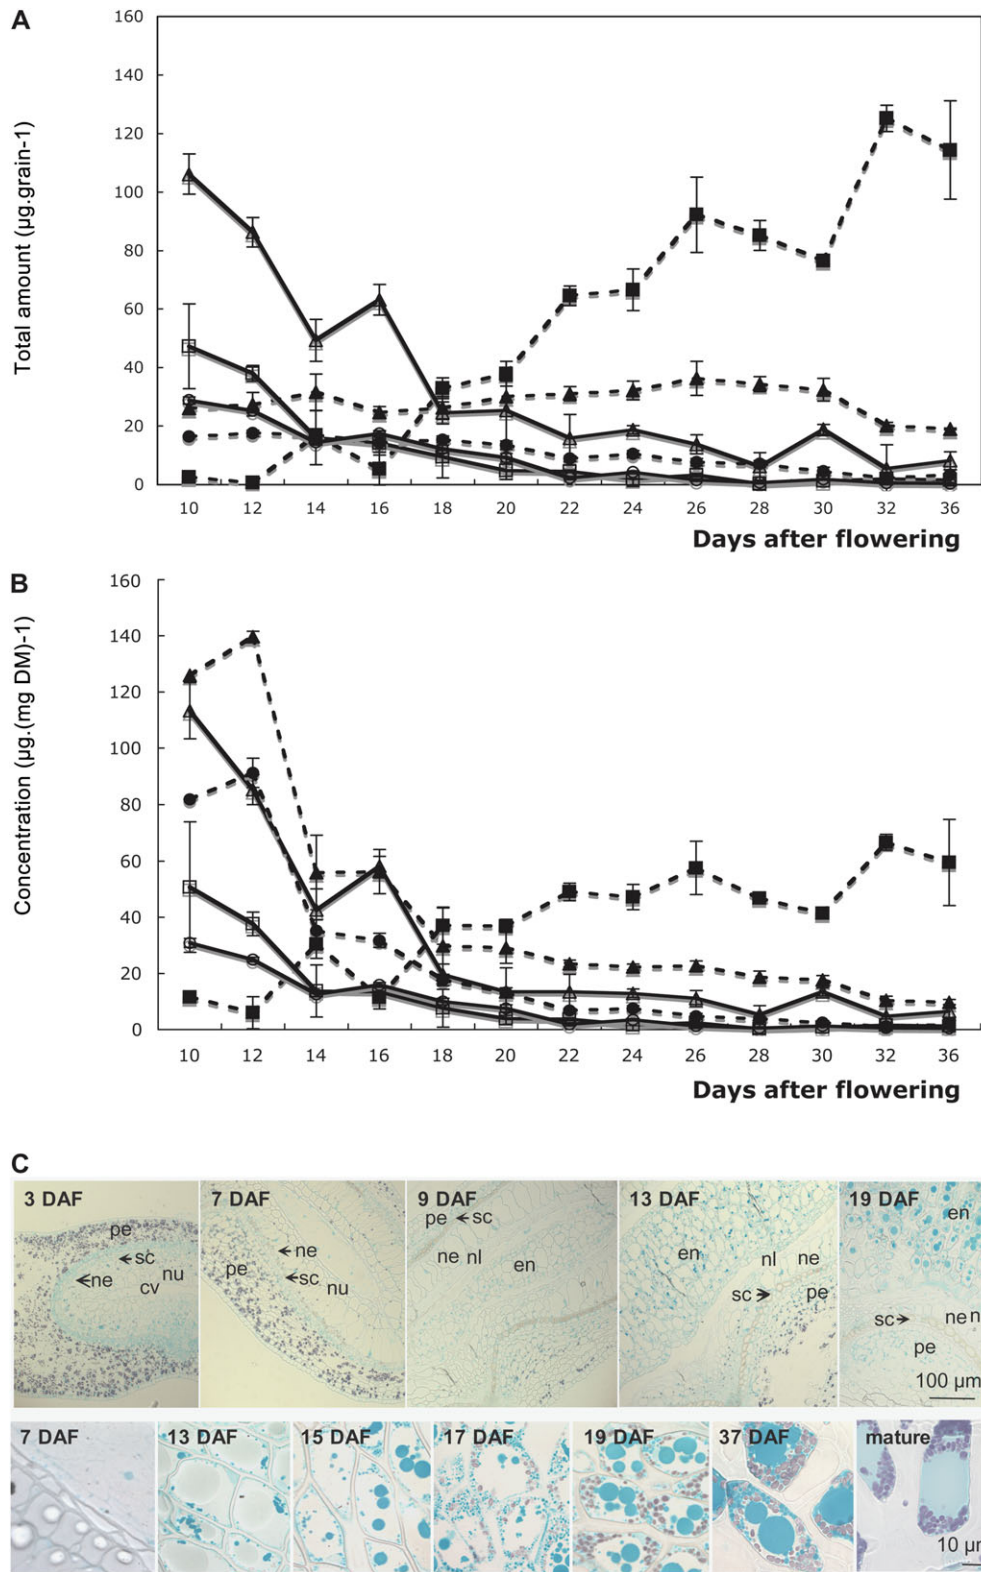 A
Total amount (µg.grain-1)
160
140
120
100
80
60
40
20
0
10 12 14 16 18 20 22 24 26 28 30 32 36
Days after flowering
B
Concentration (µg.(mg DM)-1)
160
140
120
100
80
60
40
20
0
10 12 14 16 18 20 22 24 26 28 30 32 36
Days after flowering
C
3 DAF
pe
sc
ne
nu
cv
7 DAF
ne
pe
sc
nu
9 DAF
pe sc
ne nl
en
13 DAF
en
nl ne
sc pe
19 DAF
en
sc ne n
pe
100 µm
7 DAF
13 DAF
15 DAF
17 DAF
19 DAF
37 DAF
mature
10 µm